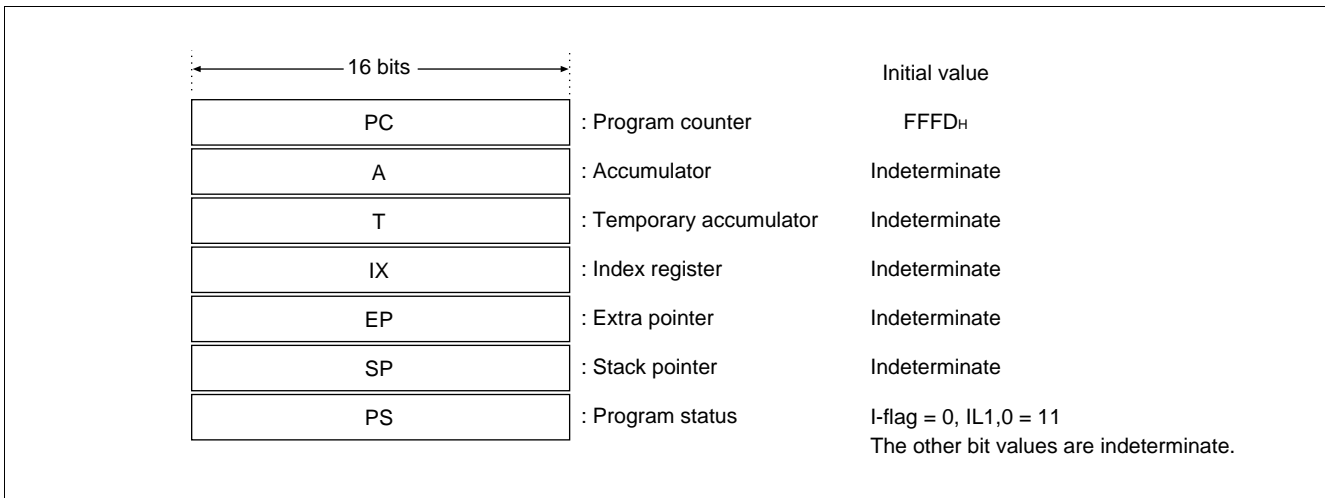 16 bits Initial value
PC : Program counter FFFDH
A : Accumulator Indeterminate
T : Temporary accumulator Indeterminate
IX : Index register Indeterminate
EP : Extra pointer Indeterminate
SP : Stack pointer Indeterminate
PS : Program status I-flag = 0, IL1,0 = 11
The other bit values are indeterminate.